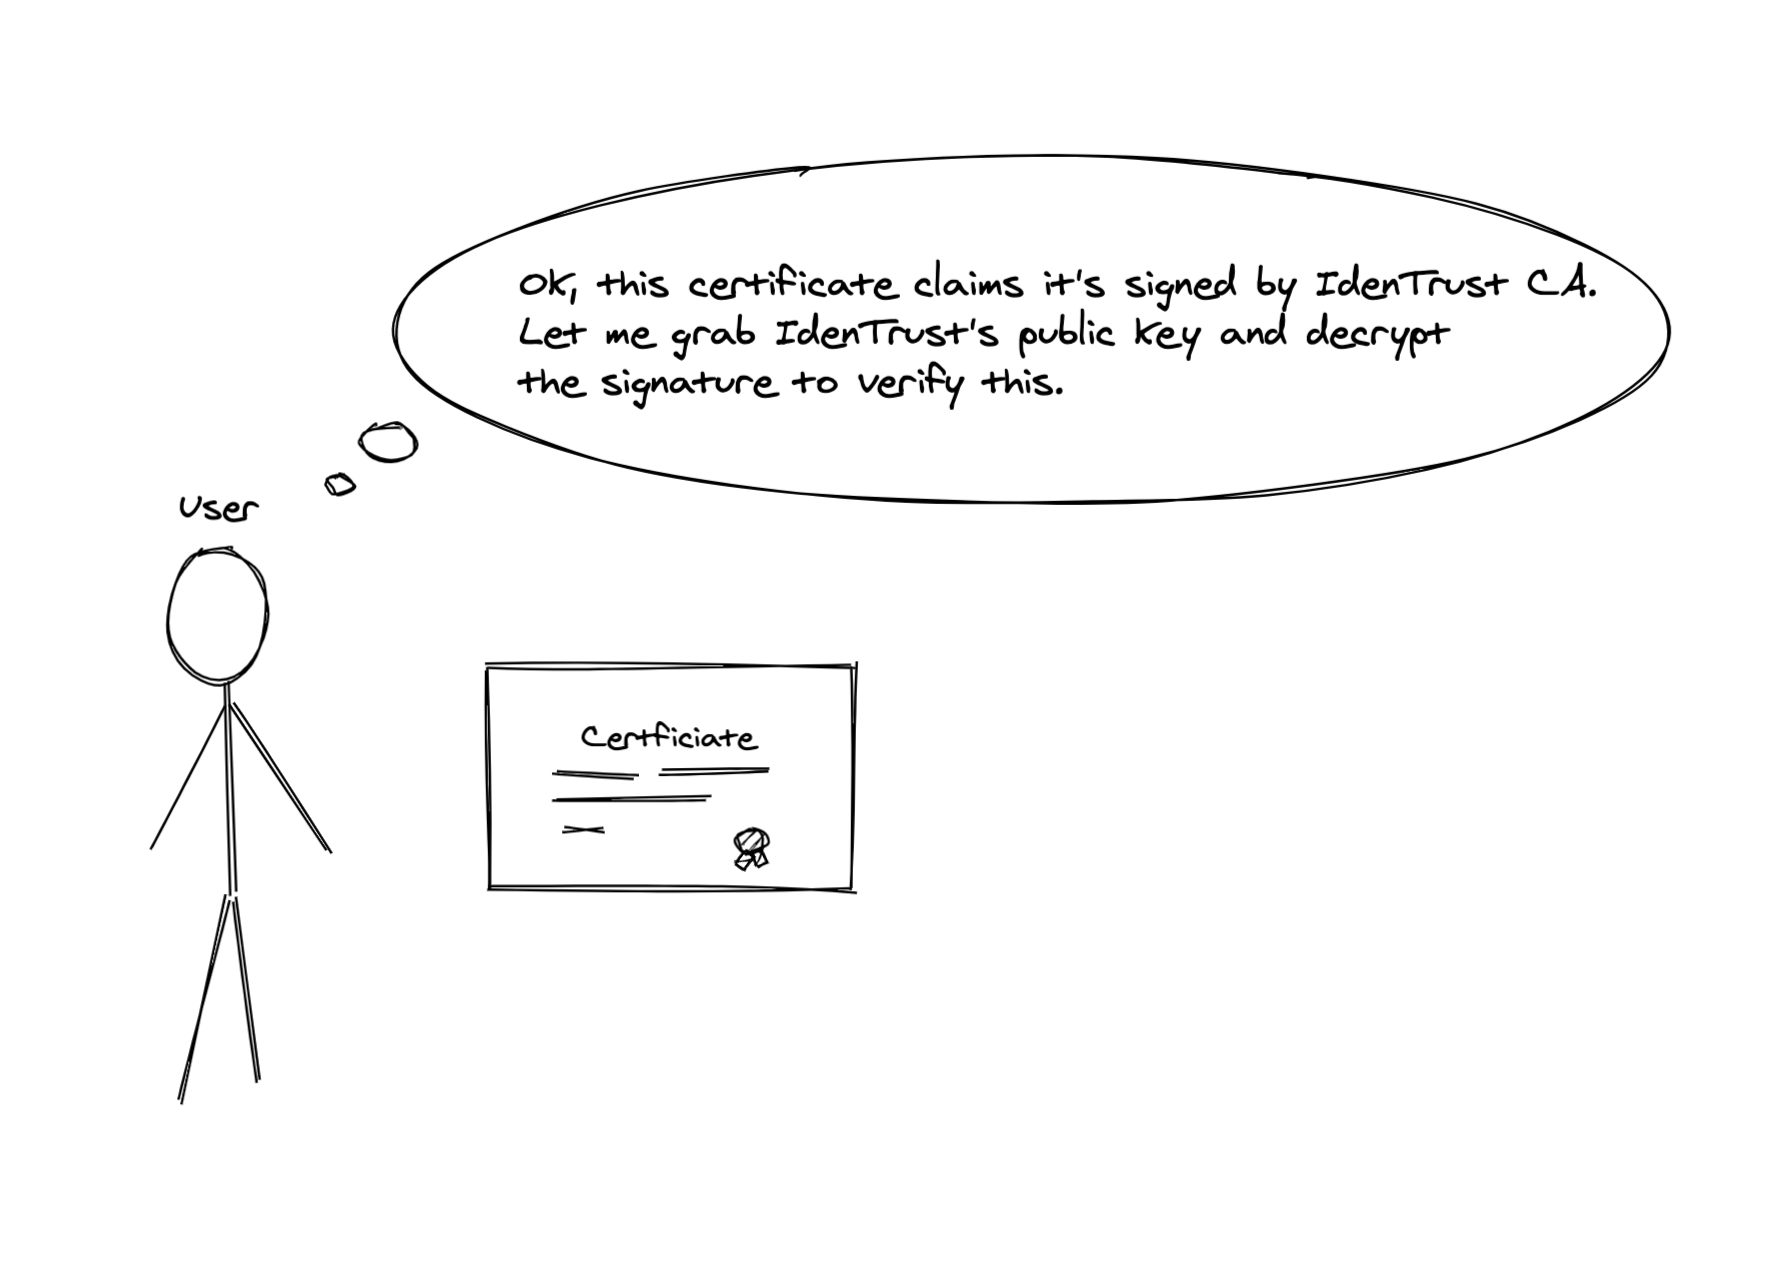 OK, this certificate claims it's signed by IdenTrust CA.
Let me grab IdenTrust's public key and decrypt
the signature to verify this.
User
Certficiate